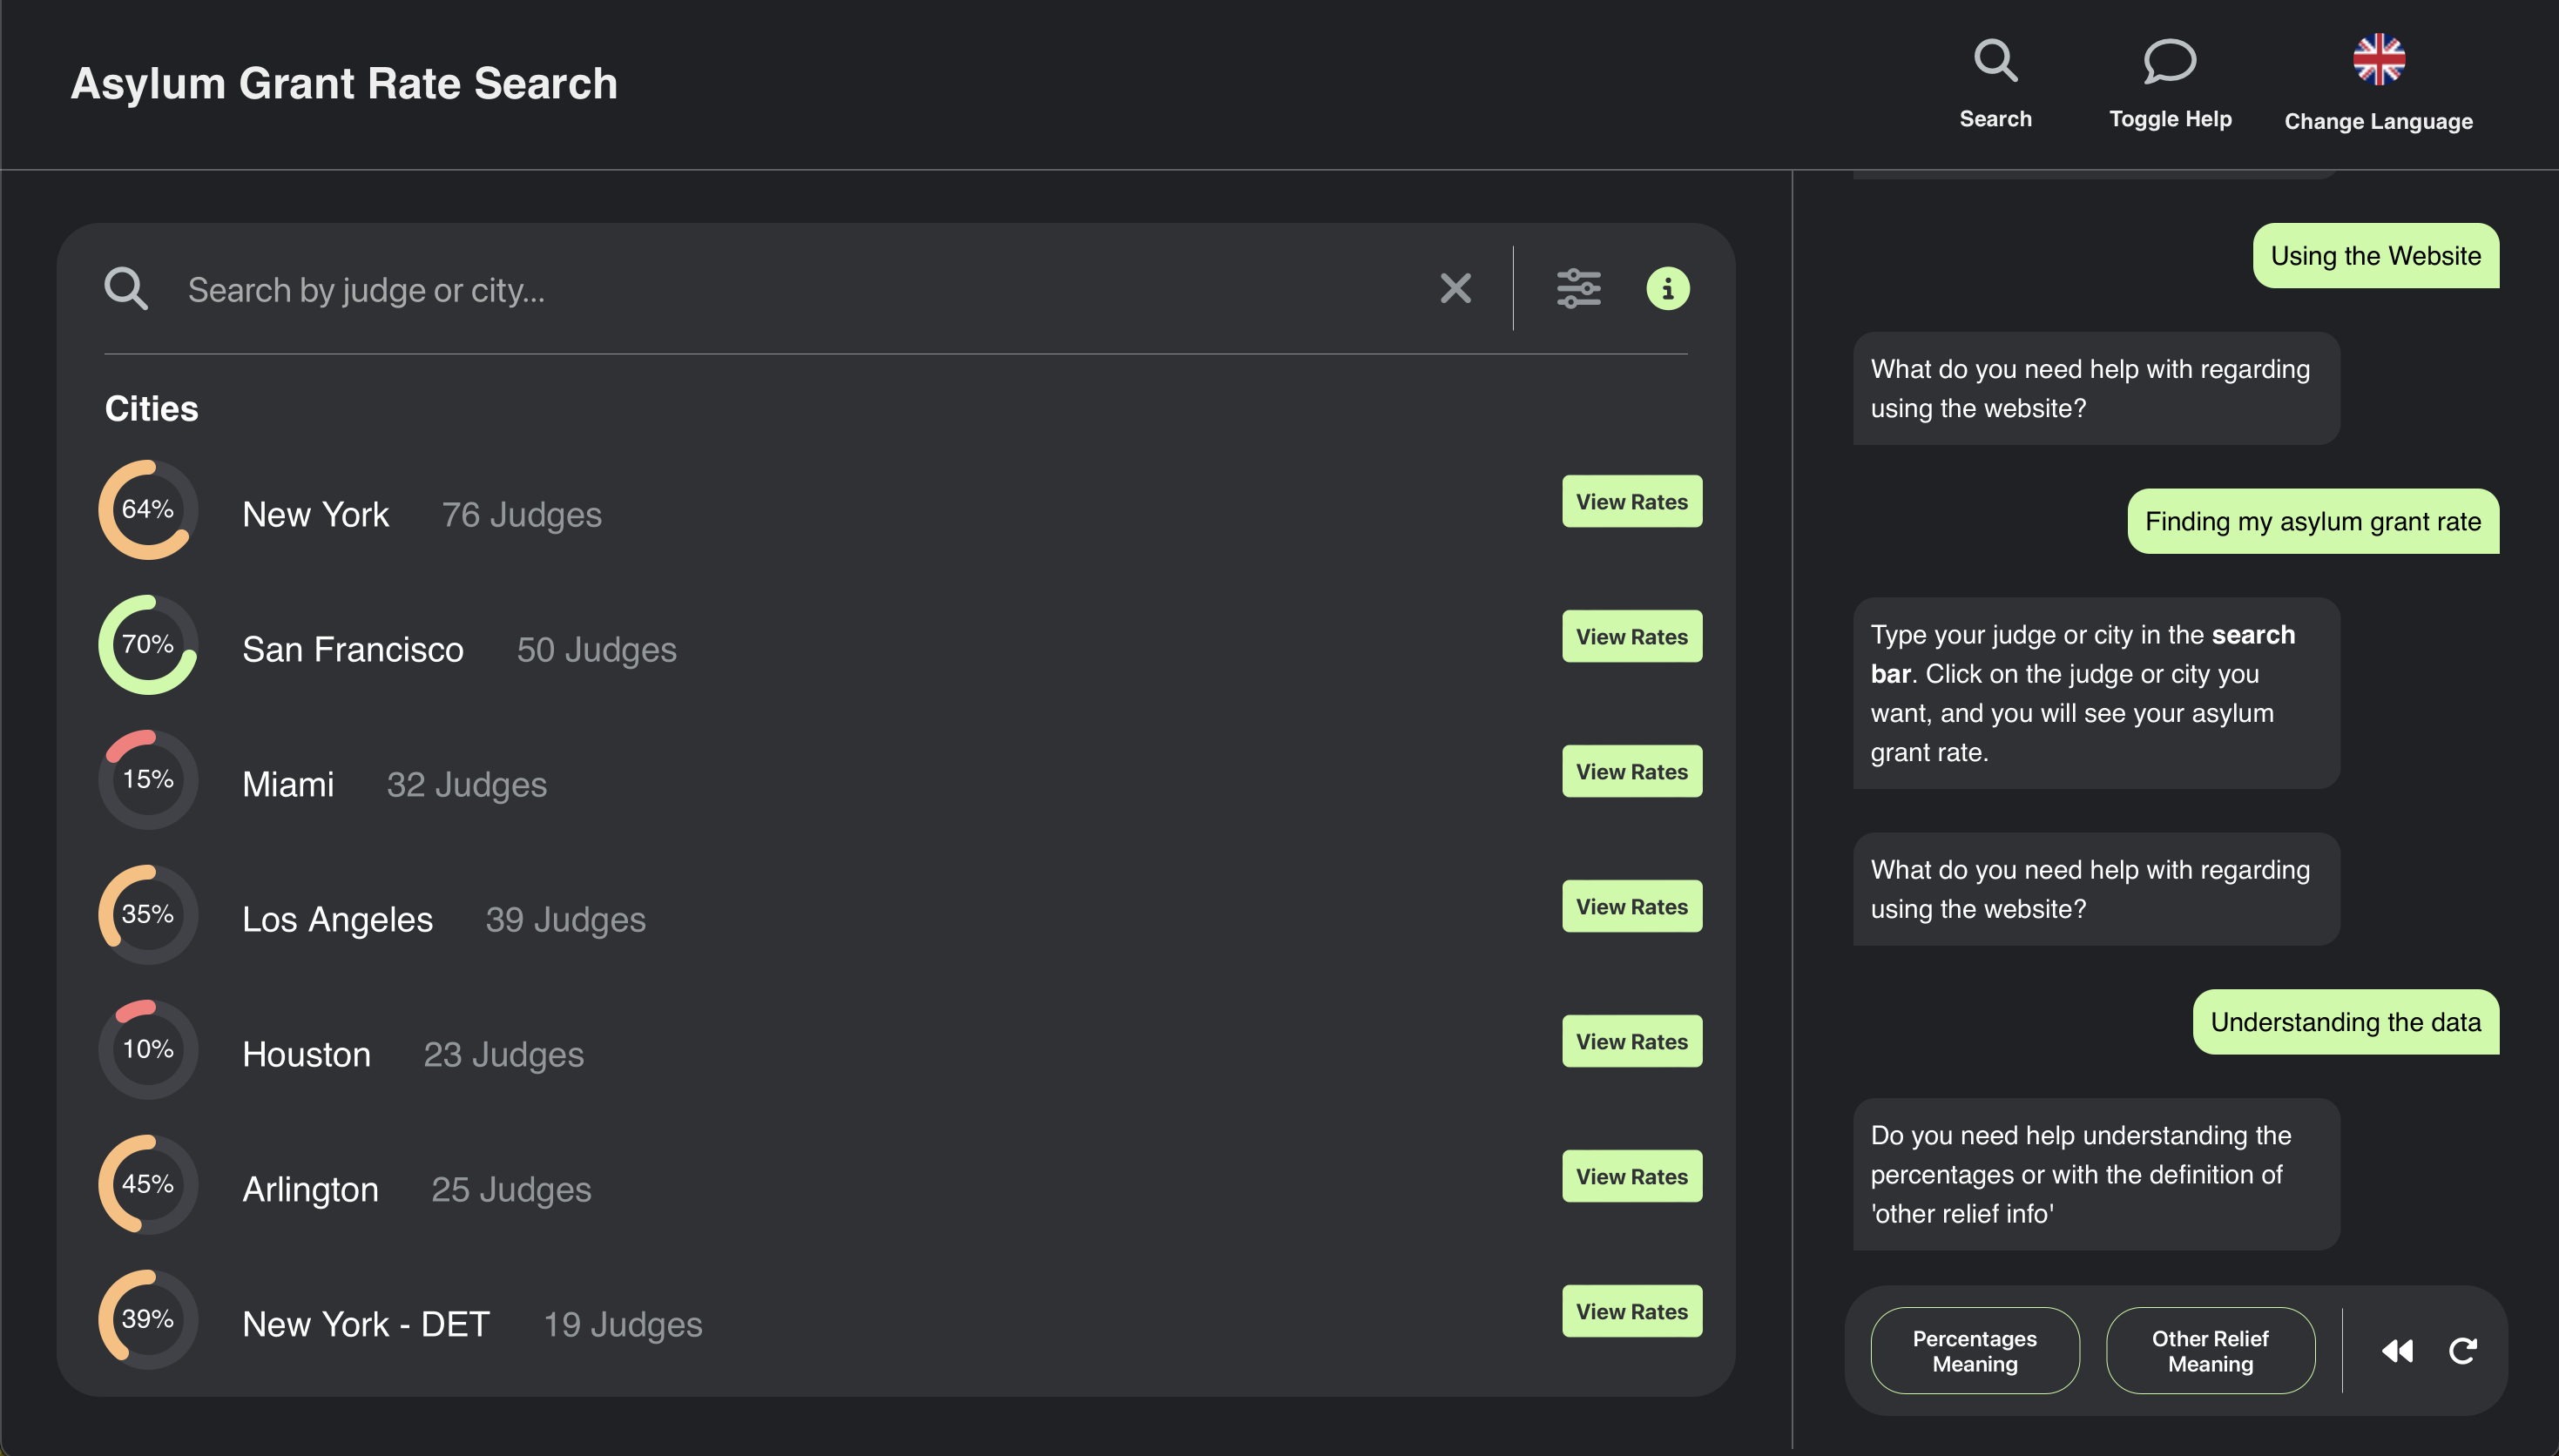 Asylum Grant Rate Search
Search
Toggle Help
Change Language
Search by judge or city...
Cities
64%
New York
76 Judges
View Rates
70%
San Francisco
50 Judges
View Rates
15%
Miami
32 Judges
View Rates
35%
Los Angeles
39 Judges
View Rates
10%
Houston
23 Judges
View Rates
45%
Arlington
25 Judges
View Rates
39%
New York - DET
19 Judges
View Rates
Using the Website
What do you need help with regarding
using the website?
Finding my asylum grant rate
Type your judge or city in the search
bar. Click on the judge or city you
want, and you will see your asylum
grant rate.
What do you need help with regarding
using the website?
Understanding the data
Do you need help understanding the
percentages or with the definition of
'other relief info'
Percentages
Meaning
Other Relief
Meaning